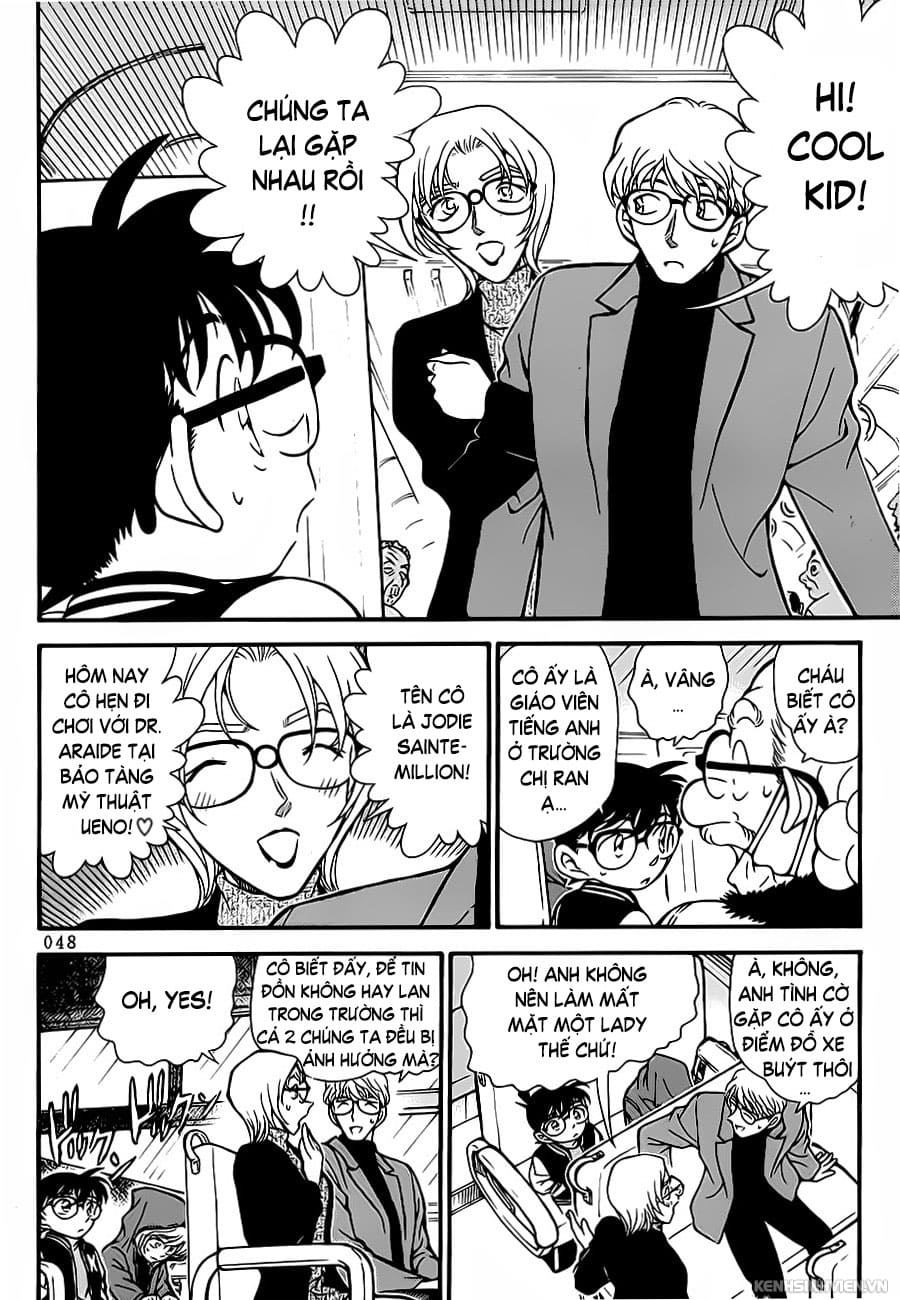 HI!
COOL
KID!
CHÚNG TA
LẠI GẶP
NHAU RỒI
!!
CHÁU
BIẾT CÔ
ẤY À?
À, VÂNG
...
CÔ ẤY LÀ
GIÁO VIÊN
TIẾNG ANH
Ở TRƯỜNG
CHỊ RAN
Ạ...
TÊN CÔ
LÀ JODIE
SAINTE-
MILLION!
HÔM NAY
CÔ HẸN ĐI
CHƠI VỚI DR.
ARAIDE TẠI
BẢO TÀNG
MỸ THUẬT
UENO!♡
048
À, KHÔNG,
ANH TÌNH CỜ
GẶP CÔ ẤY Ở
ĐIỂM ĐỖ XE
BUÝT THÔI
...
OH! ANH KHÔNG
NÊN LÀM MẤT
MẶT MỘT LADY
THẾ CHỨ!
CÔ BIẾT ĐẤY, ĐỂ TIN
ĐỒN KHÔNG HAY LAN
TRONG TRƯỜNG THÌ
CẢ 2 CHÚNG TA ĐỀU BỊ
ẢNH HƯỞNG MÀ?
OH, YES!
KENHSINHVIEN.VN